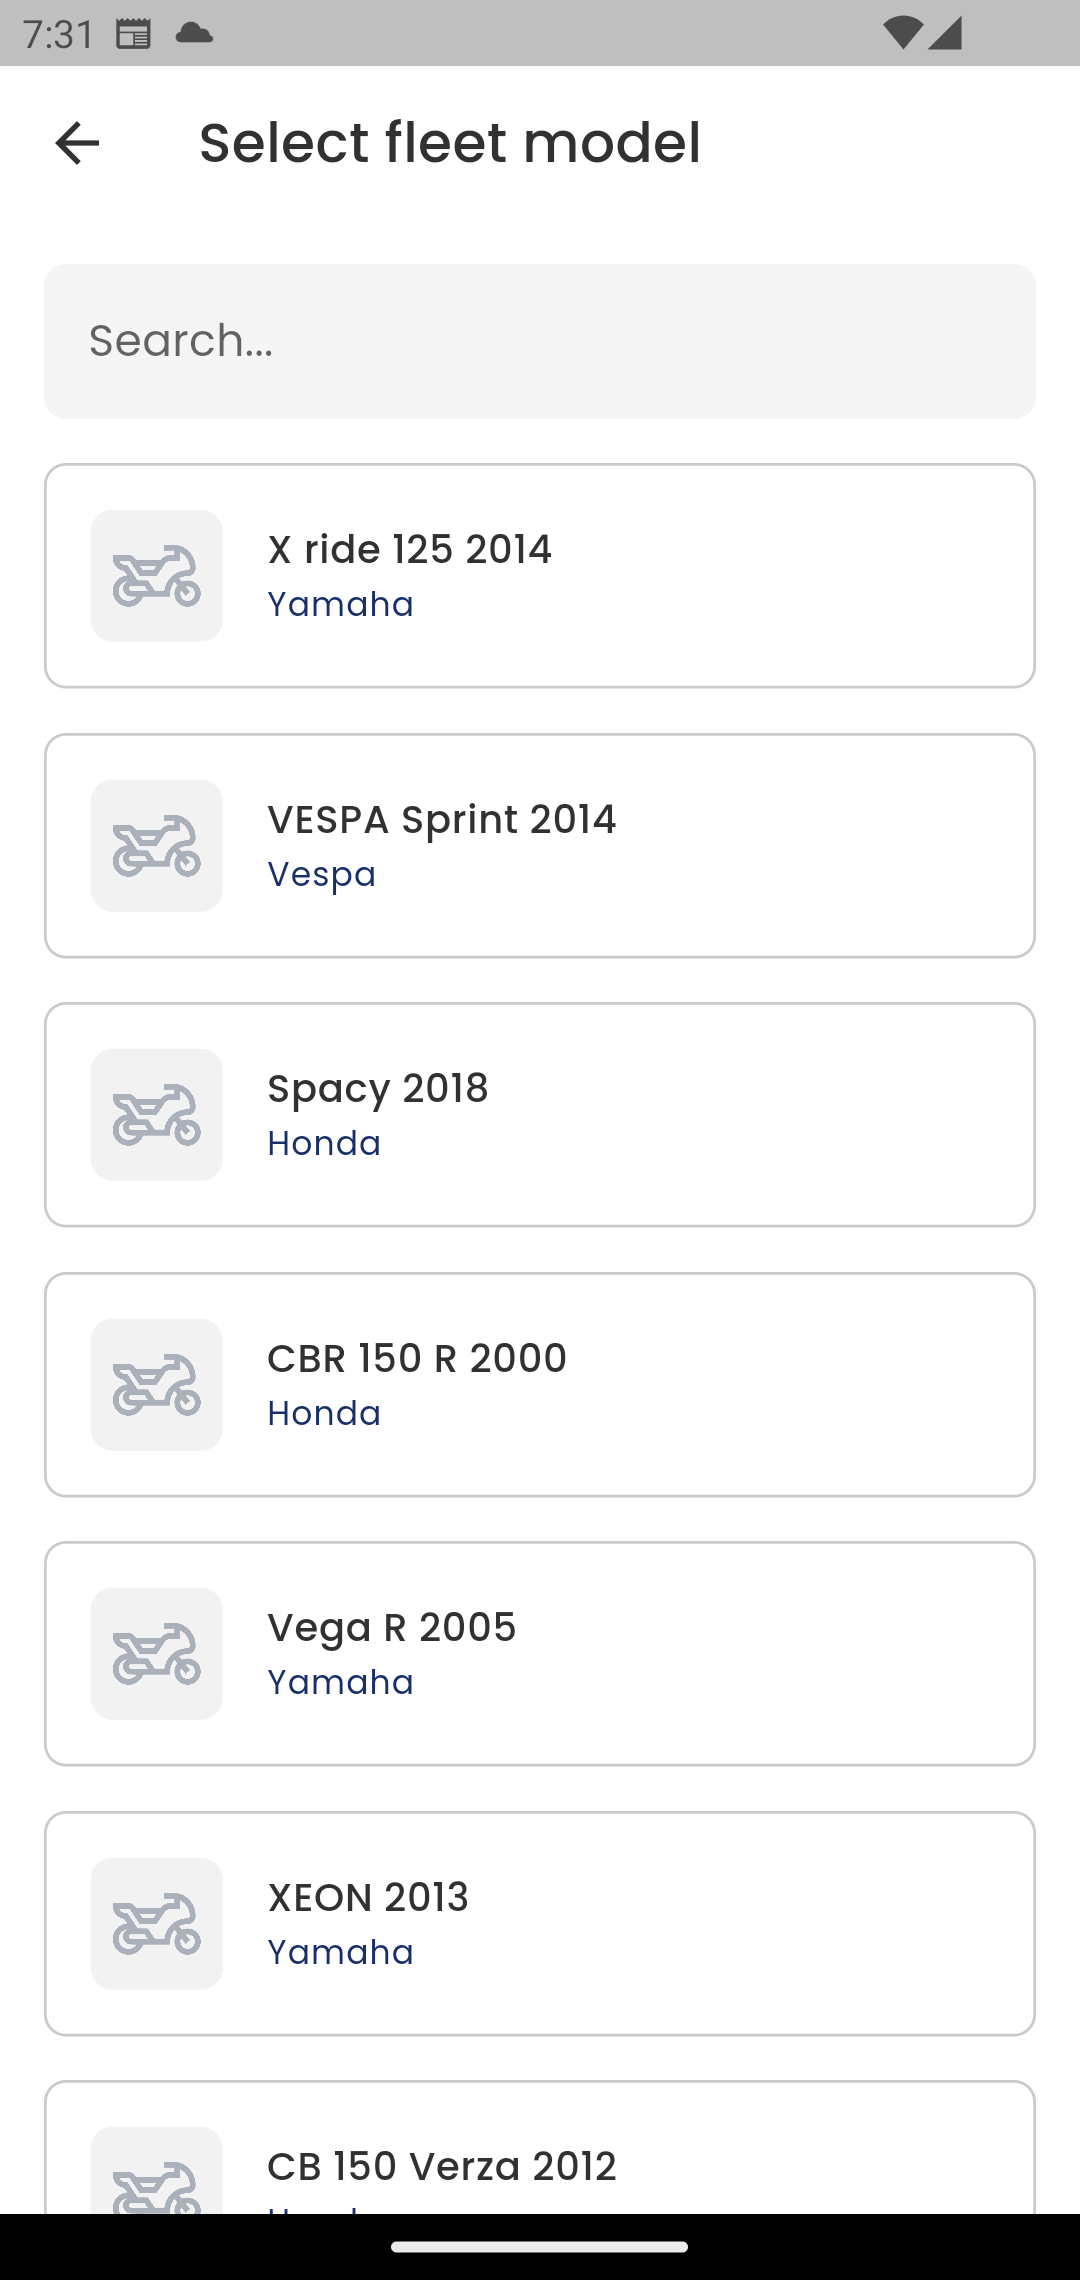 7:31
Select fleet model
Search...
X ride 125 2014
Yamaha
VESPA Sprint 2014
Vespa
Spacy 2018
Honda
CBR 150 R 2000
Honda
Vega R 2005
Yamaha
XEON 2013
Yamaha
CB 150 Verza 2012